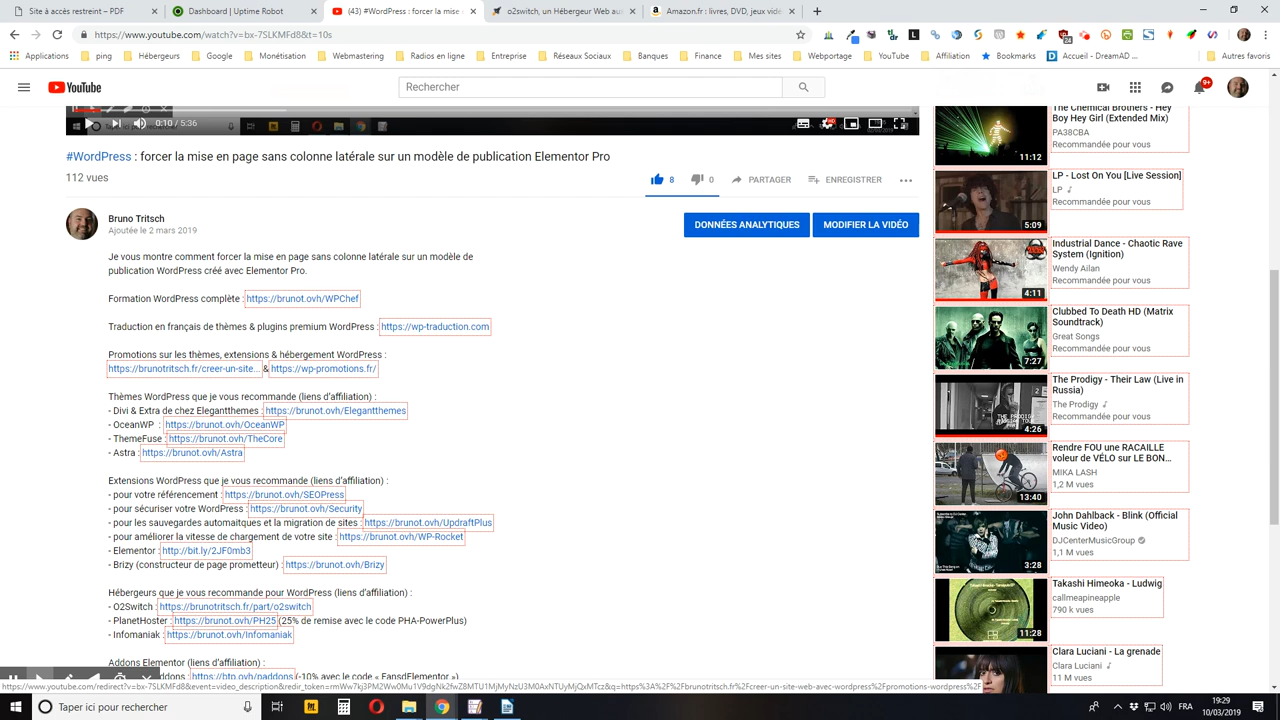 Sources : PDF
Dashboard | Uptime Robot
(43) #WordPress : forcer la mise e
o2switch, un Hébergeur Web au
Amazon.fr : livres, DVD, jeux vidéo
https://www.youtube.com/watch?v=bx-7SLKMFd8&t=10s
Applications
ping
Hébergeurs
Google
Monétisation
Webmastering
Radios en ligne
Entreprise
Réseaux Sociaux
Banques
Finance
Mes sites
Webportage
YouTube
Affiliation
Bookmarks
Accueil - DreamAD ...
Autres favoris
YouTube
Rechercher
9+
0:10 / 5:36
#WordPress : forcer la mise en page sans colonne latérale sur un modèle de publication Elementor Pro
112 vues
8
0
PARTAGER
ENREGISTRER
Bruno Tritsch
Ajoutée le 2 mars 2019
DONNÉES ANALYTIQUES
MODIFIER LA VIDÉO
Je vous montre comment forcer la mise en page sans colonne latérale sur un modèle de
publication WordPress créé avec Elementor Pro.
Formation WordPress complète : https://brunot.ovh/WPChef
Traduction en français de thèmes & plugins premium WordPress : https://wp-traduction.com
Promotions sur les thèmes, extensions & hébergement WordPress :
https://brunotritsch.fr/creer-un-site... & https://wp-promotions.fr/
Thèmes WordPress que je vous recommande (liens d'affiliation) :
- Divi & Extra de chez Elegantthemes : https://brunot.ovh/Elegantthemes
- OceanWP : https://brunot.ovh/OceanWP
- ThemeFuse : https://brunot.ovh/TheCore
- Astra : https://brunot.ovh/Astra
Extensions WordPress que je vous recommande (liens d'affiliation) :
- pour votre référencement : https://brunot.ovh/SEOPress
- pour sécuriser votre WordPress : https://brunot.ovh/Security
- pour les sauvegardes automaitques et la migration de sites : https://brunot.ovh/UpdraftPlus
- pour améliorer la vitesse de chargement de votre site : https://brunot.ovh/WP-Rocket
- Elementor : http://bit.ly/2JF0mb3
- Brizy (constructeur de page prometteur) : https://brunot.ovh/Brizy
Hébergeurs que je vous recommande pour WordPress (liens d'affiliation) :
- O2Switch : https://brunotritsch.fr/part/o2switch
- PlanetHoster : https://brunot.ovh/PH25 (25% de remise avec le code PHA-PowerPlus)
- Infomaniak : https://brunot.ovh/Infomaniak
Addons Elementor (liens d'affiliation) :
ddons : https://btp.ovh/paddons (-10% avec le code « FansdElementor »)
The Chemical Brothers - Hey
Boy Hey Girl (Extended Mix)
PA38CBA
Recommandée pour vous
11:12
LP - Lost On You [Live Session]
LP
Recommandée pour vous
5:09
Industrial Dance - Chaotic Rave
System (Ignition)
Wendy Ailan
Recommandée pour vous
4:11
Clubbed To Death HD (Matrix
Soundtrack)
Great Songs
Recommandée pour vous
7:27
The Prodigy - Their Law (Live in
Russia)
The Prodigy
Recommandée pour vous
4:26
Rendre FOU une RACAILLE
voleur de VÉLO sur LE BON...
MIKA LASH
1,2 M vues
13:40
John Dahlback - Blink (Official
Music Video)
DJCenterMusicGroup
1,1 M vues
3:28
Takashi Himeoka - Ludwig
callmeapineapple
790 k vues
11:28
Clara Luciani - La grenade
Clara Luciani
11 M vues
Taper ici pour rechercher
FRA
19:29
10/03/2019